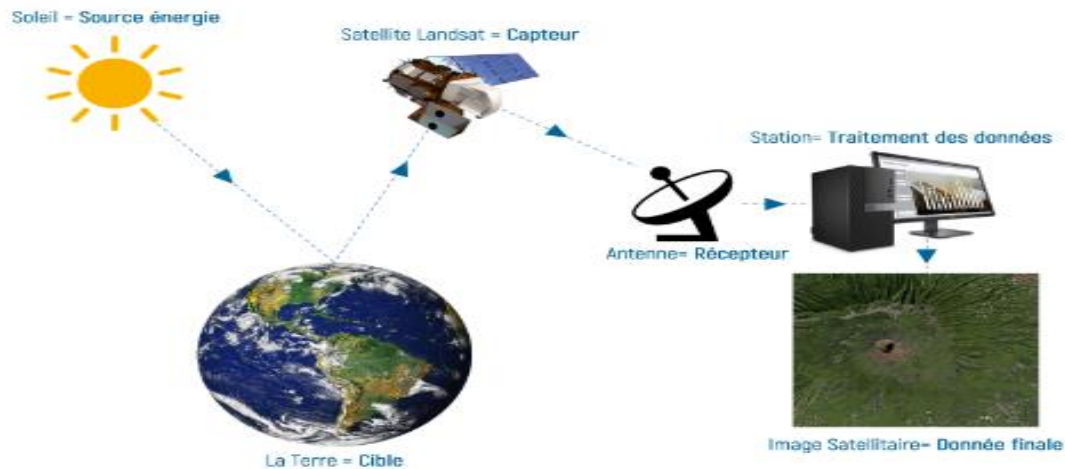 Soleil = Source énergie
Satellite Landsat = Capteur
Station= Traitement des données
Antenne= Récepteur
Image Satellitaire= Donnée finale
La Terre = Cible